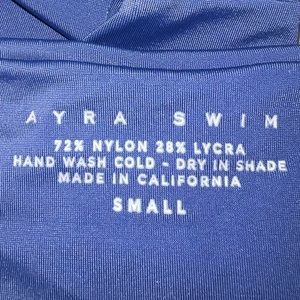 AYRA SWIM
72% NYLON 28% LYCRA
HAND WASH COLD - DRY IN SHADE
MADE IN CALIFORNIA
SMALL